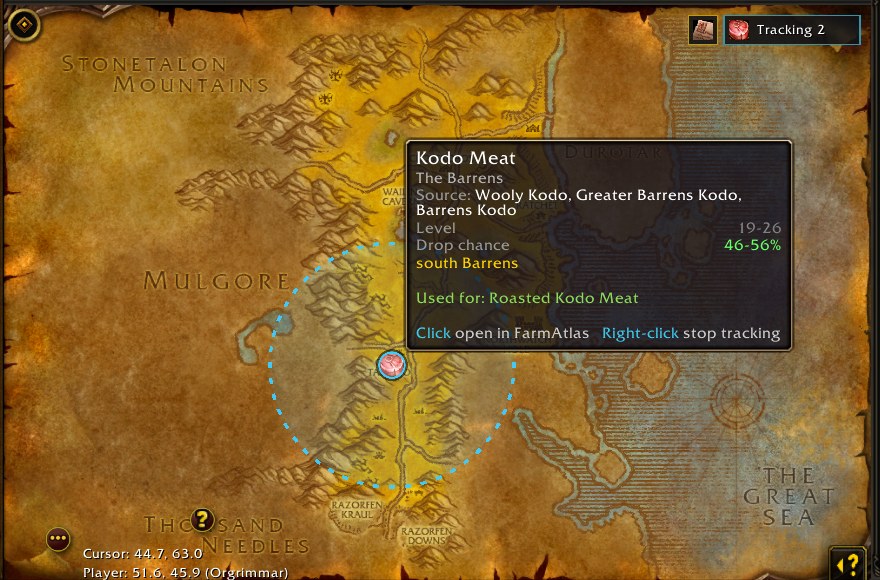 Tracking 2
STONETALON
MOUNTAINS
DUROTAR
Kodo Meat
The Barrens
Source: Wooly Kodo, Greater Barrens Kodo,
Barrens Kodo
Level 19-26
Drop chance 46-56%
south Barrens
Used for: Roasted Kodo Meat
Click open in FarmAtlas Right-click stop tracking
MULGORE
THE
GREAT
SEA
RAZORFEN
KRAUL
RAZORFEN
DOWNS
THOUSAND
NEEDLES
Cursor: 44.7, 63.0
Player: 51.6, 45.9 (Orgrimmar)